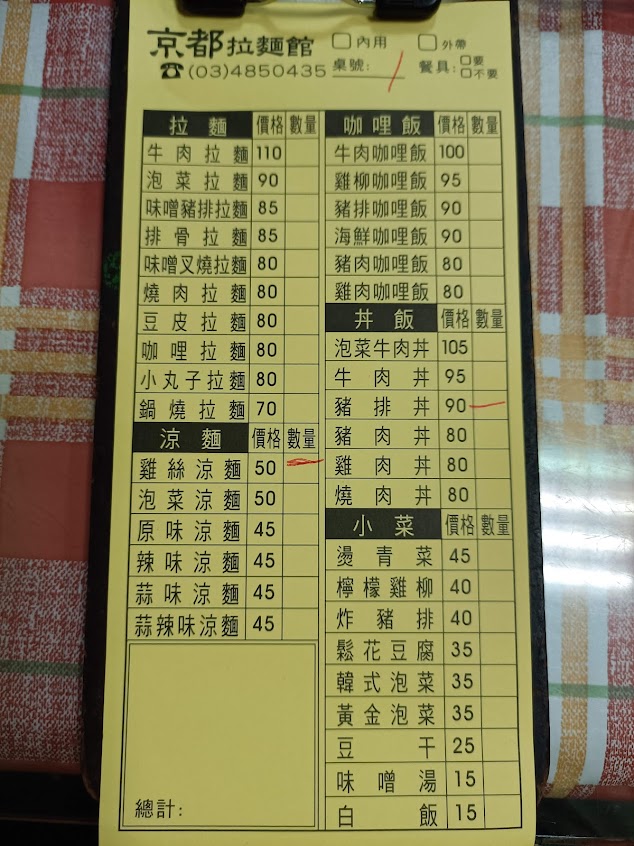 京都拉麵館 內用 外帶
☎(03)4850435 桌號: 餐具: 要 不要
拉麵 價格 數量
牛肉拉麵 110
泡菜拉麵 90
味噌豬排拉麵 85
排骨拉麵 85
味噌叉燒拉麵 80
燒肉拉麵 80
豆皮拉麵 80
咖哩拉麵 80
小丸子拉麵 80
鍋燒拉麵 70
涼麵 價格 數量
雞絲涼麵 50
泡菜涼麵 50
原味涼麵 45
辣味涼麵 45
蒜味涼麵 45
蒜辣味涼麵 45
總計:
咖哩飯 價格 數量
牛肉咖哩飯 100
雞柳咖哩飯 95
豬排咖哩飯 90
海鮮咖哩飯 90
豬肉咖哩飯 80
雞肉咖哩飯 80
丼飯 價格 數量
泡菜牛肉丼 105
牛肉丼 95
豬排丼 90
豬肉丼 80
雞肉丼 80
燒肉丼 80
小菜 價格 數量
燙青菜 45
檸檬雞柳 40
炸豬排 40
鬆花豆腐 35
韓式泡菜 35
黃金泡菜 35
豆干 25
味噌湯 15
白飯 15